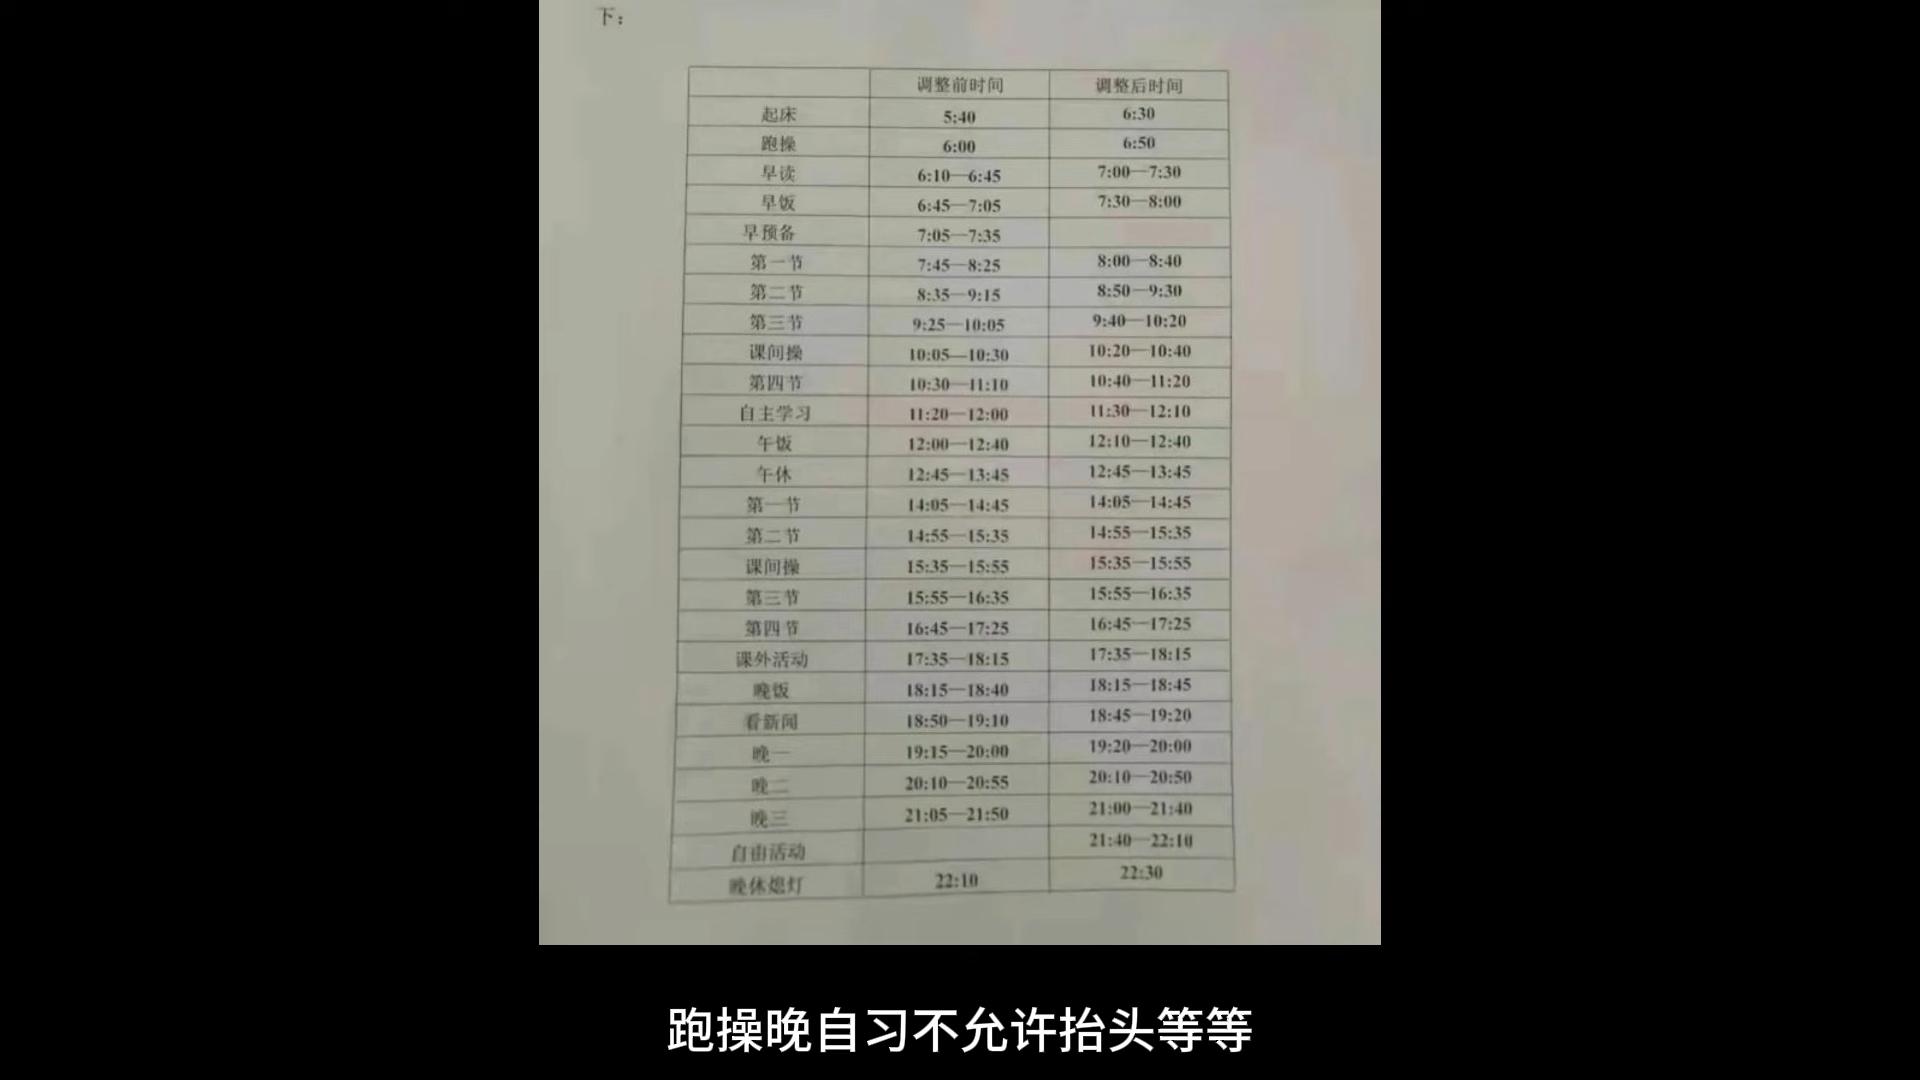 下：
调整前时间 调整后时间
起床 5:40 6:30
跑操 6:00 6:50
早读 6:10—6:45 7:00—7:30
早饭 6:45—7:05 7:30—8:00
早预备 7:05—7:35
第一节 7:45—8:25 8:00—8:40
第二节 8:35—9:15 8:50—9:30
第三节 9:25—10:05 9:40—10:20
课间操 10:05—10:30 10:20—10:40
第四节 10:30—11:10 10:40—11:20
自主学习 11:20—12:00 11:30—12:10
午饭 12:00—12:40 12:10—12:40
午休 12:45—13:45 12:45—13:45
第一节 14:05—14:45 14:05—14:45
第二节 14:55—15:35 14:55—15:35
课间操 15:35—15:55 15:35—15:55
第三节 15:55—16:35 15:55—16:35
第四节 16:45—17:25 16:45—17:25
课外活动 17:35—18:15 17:35—18:15
晚饭 18:15—18:40 18:15—18:45
看新闻 18:50—19:10 18:45—19:20
晚一 19:15—20:00 19:20—20:00
晚二 20:10—20:55 20:10—20:50
晚三 21:05—21:50 21:00—21:40
自由活动 21:40—22:10
晚休熄灯 22:10 22:30
跑操晚自习不允许抬头等等